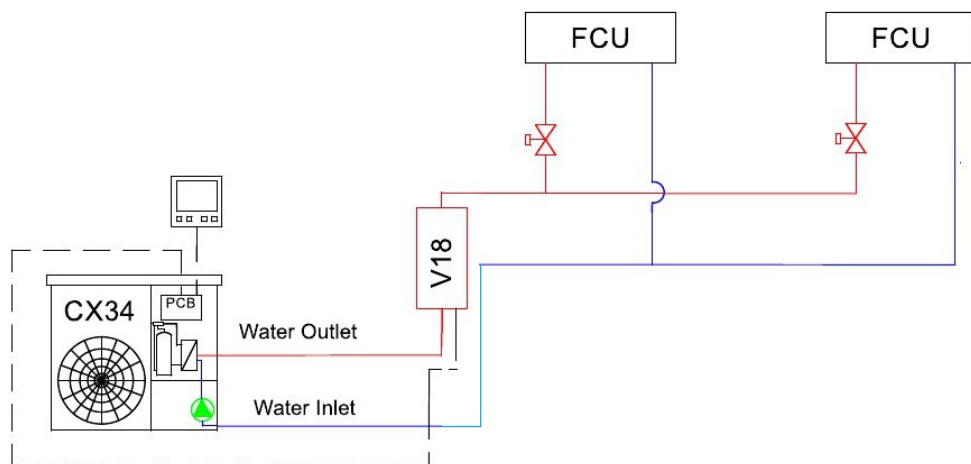 FCU
FCU
V18
PCB
CX34
Water Outlet
Water Inlet